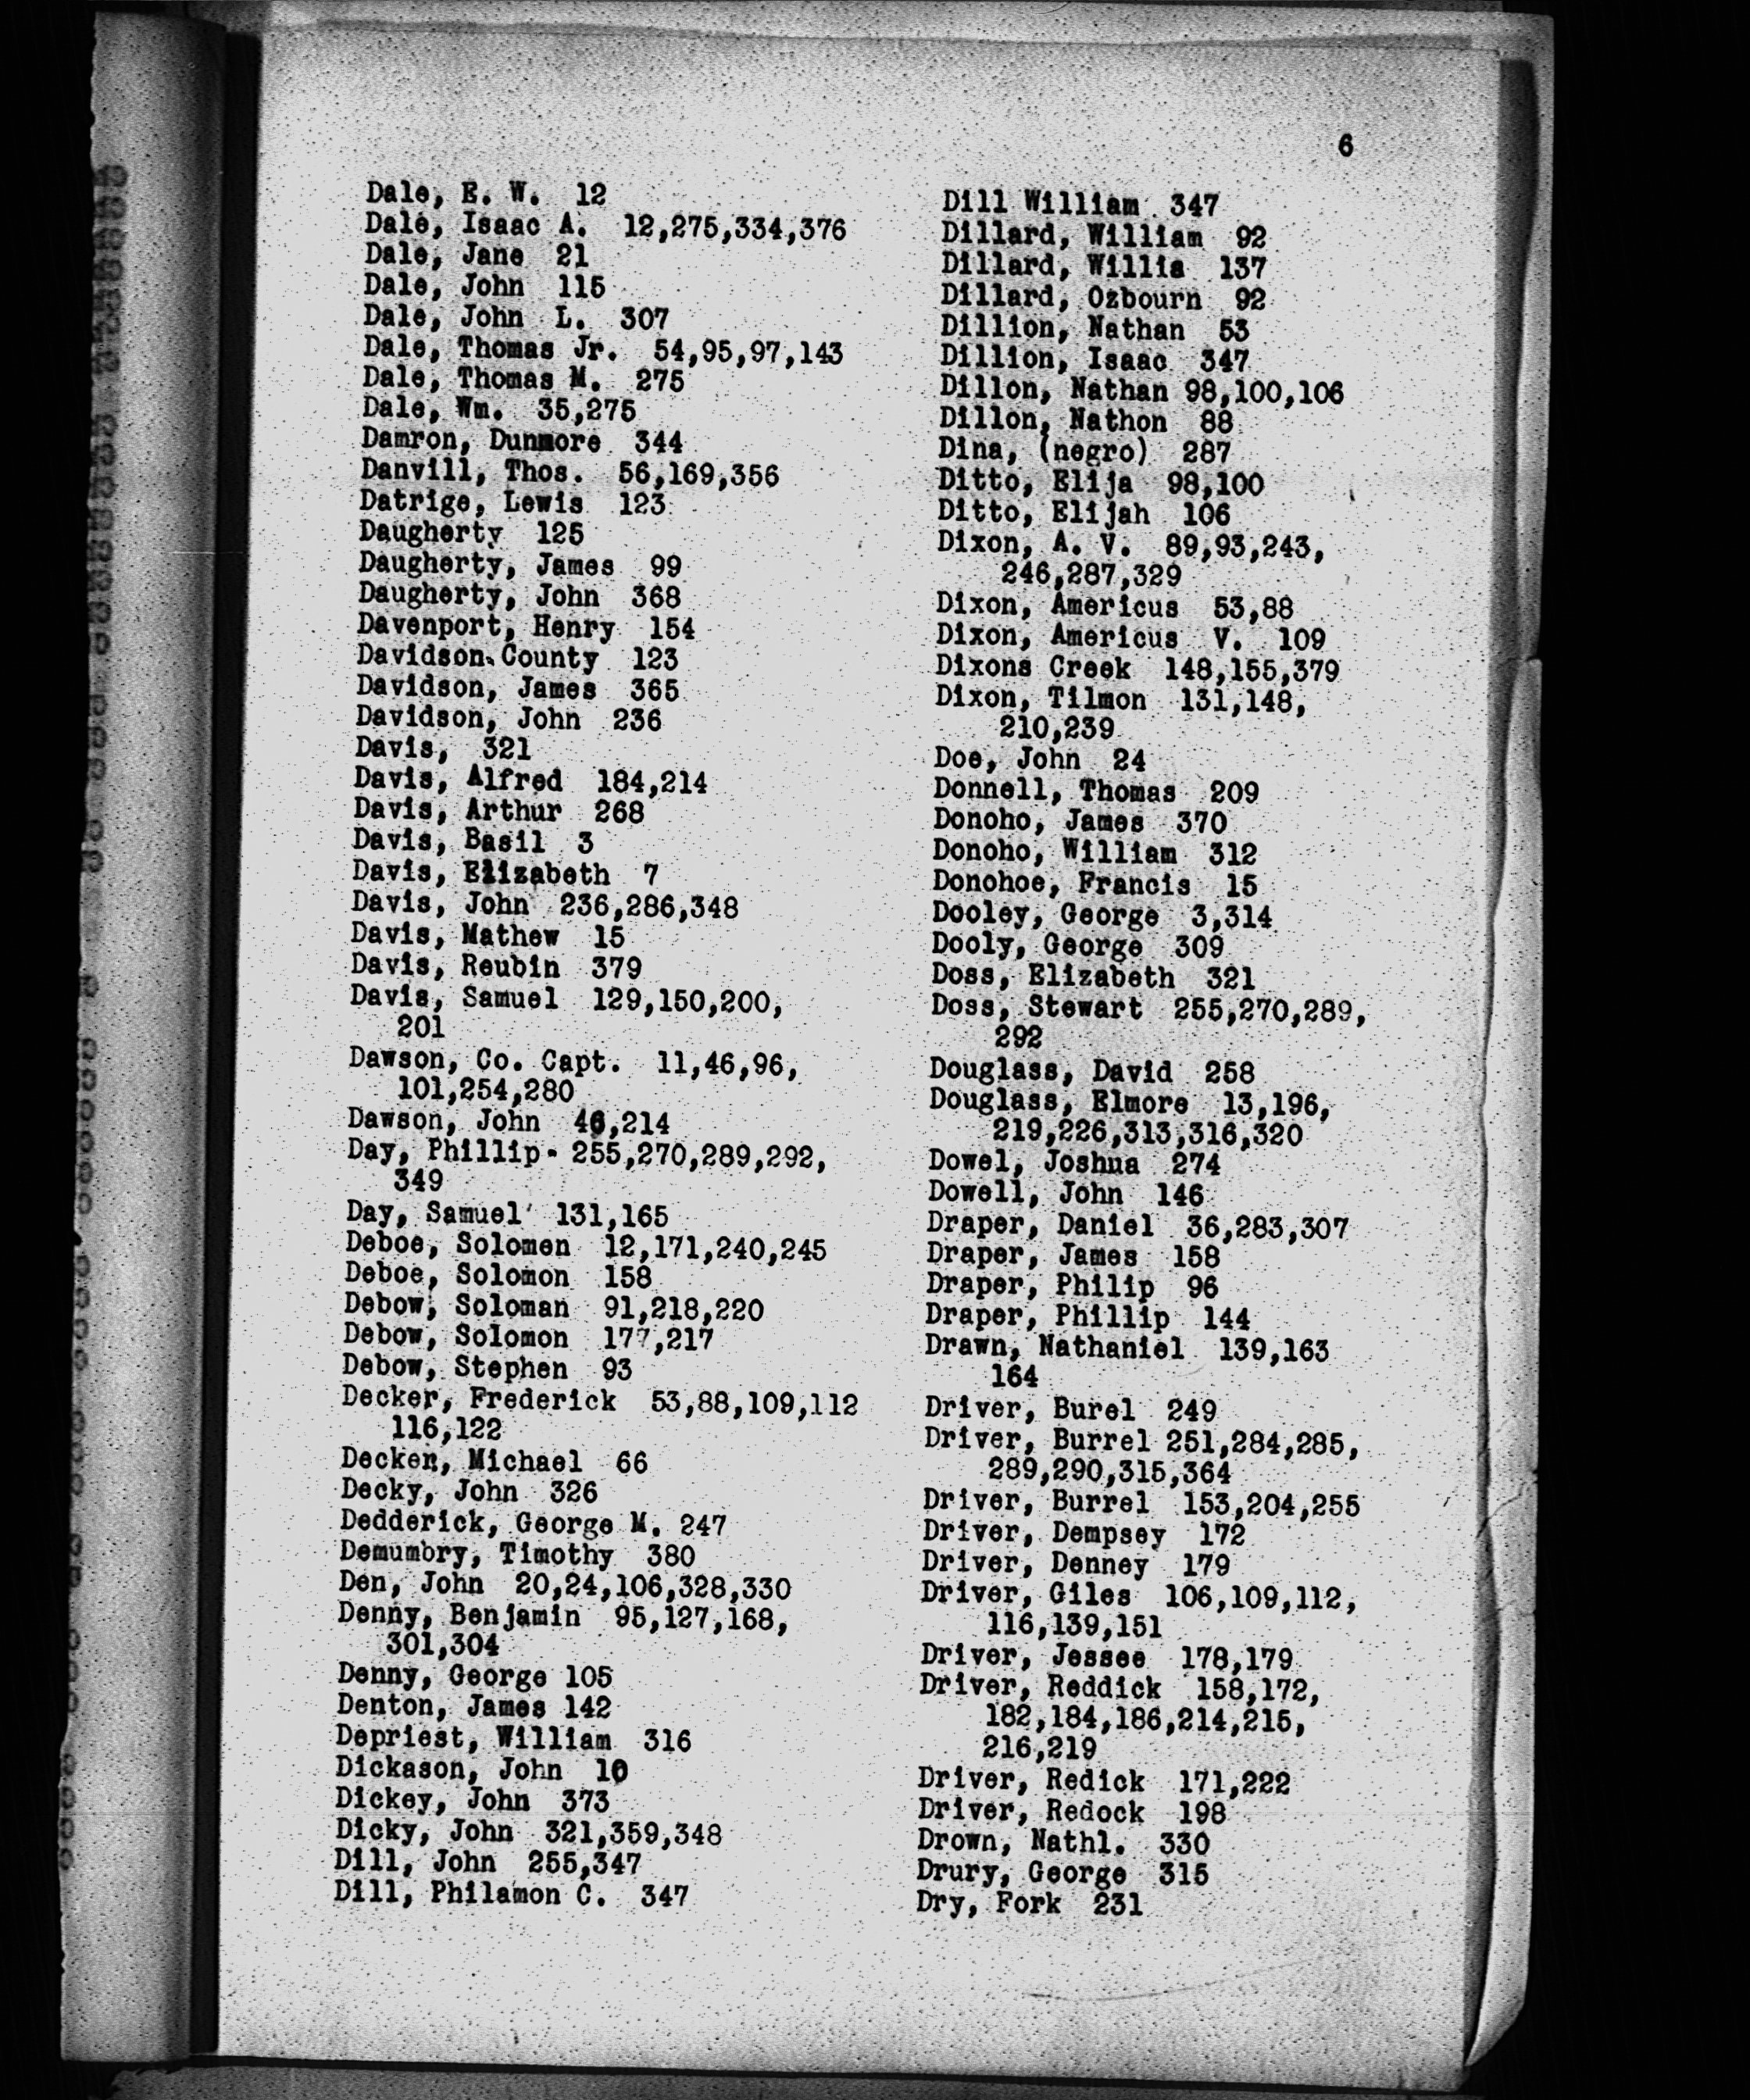 6
Dale, E. W. 12
Dale, Isaac A. 12,275,334,376
Dale, Jane 21
Dale, John 115
Dale, John L. 307
Dale, Thomas Jr. 54,95,97,143
Dale, Thomas M. 275
Dale, Wm. 35,275
Damron, Dunmore 344
Danvill, Thos. 56,169,356
Datrige, Lewis 123
Daugherty 125
Daugherty, James 99
Daugherty, John 368
Davenport, Henry 154
Davidson County 123
Davidson, James 365
Davidson, John 236
Davis, 321
Davis, Alfred 184,214
Davis, Arthur 268
Davis, Basil 3
Davis, Elizabeth 7
Davis, John 236,286,348
Davis, Mathew 15
Davis, Reubin 379
Davis, Samuel 129,150,200,
201
Dawson, Co. Capt. 11,46,96,
101,254,280
Dawson, John 46,214
Day, Phillip- 255,270,289,292,
349
Day, Samuel 131,165
Deboe, Solomen 12,171,240,245
Deboe, Solomon 158
Debow, Soloman 91,218,220
Debow, Solomon 177,217
Debow, Stephen 93
Decker, Frederick 53,88,109,112
116,122
Decker, Michael 66
Decky, John 326
Dedderick, George M. 247
Demumbry, Timothy 380
Den, John 20,24,106,328,330
Denny, Benjamin 95,127,168,
301,304
Denny, George 105
Denton, James 142
Depriest, William 316
Dickason, John 10
Dickey, John 373
Dicky, John 321,359,348
Dill, John 255,347
Dill, Philamon C. 347
Dill William 347
Dillard, William 92
Dillard, Willis 137
Dillard, Ozbourn 92
Dillion, Nathan 53
Dillion, Isaac 347
Dillon, Nathan 98,100,106
Dillon, Nathon 88
Dina, (negro) 287
Ditto, Elija 98,100
Ditto, Elijah 106
Dixon, A. V. 89,93,243,
246,287,329
Dixon, Americus 53,88
Dixon, Americus V. 109
Dixons Creek 148,155,379
Dixon, Tilmon 131,148,
210,239
Doe, John 24
Donnell, Thomas 209
Donoho, James 370
Donoho, William 312
Donohoe, Francis 15
Dooley, George 3,314
Dooly, George 309
Doss, Elizabeth 321
Doss, Stewart 255,270,289,
292
Douglass, David 258
Douglass, Elmore 13,196,
219,226,313,316,320
Dowel, Joshua 274
Dowell, John 146
Draper, Daniel 36,283,307
Draper, James 158
Draper, Philip 96
Draper, Phillip 144
Drawn, Nathaniel 139,163
164
Driver, Burel 249
Driver, Burrel 251,284,285,
289,290,315,364
Driver, Burrel 153,204,255
Driver, Dempsey 172
Driver, Denney 179
Driver, Giles 106,109,112,
116,139,151
Driver, Jessee 178,179
Driver, Reddick 158,172,
182,184,186,214,215,
216,219
Driver, Redick 171,222
Driver, Redock 198
Drown, Nathl. 330
Drury, George 315
Dry, Fork 231